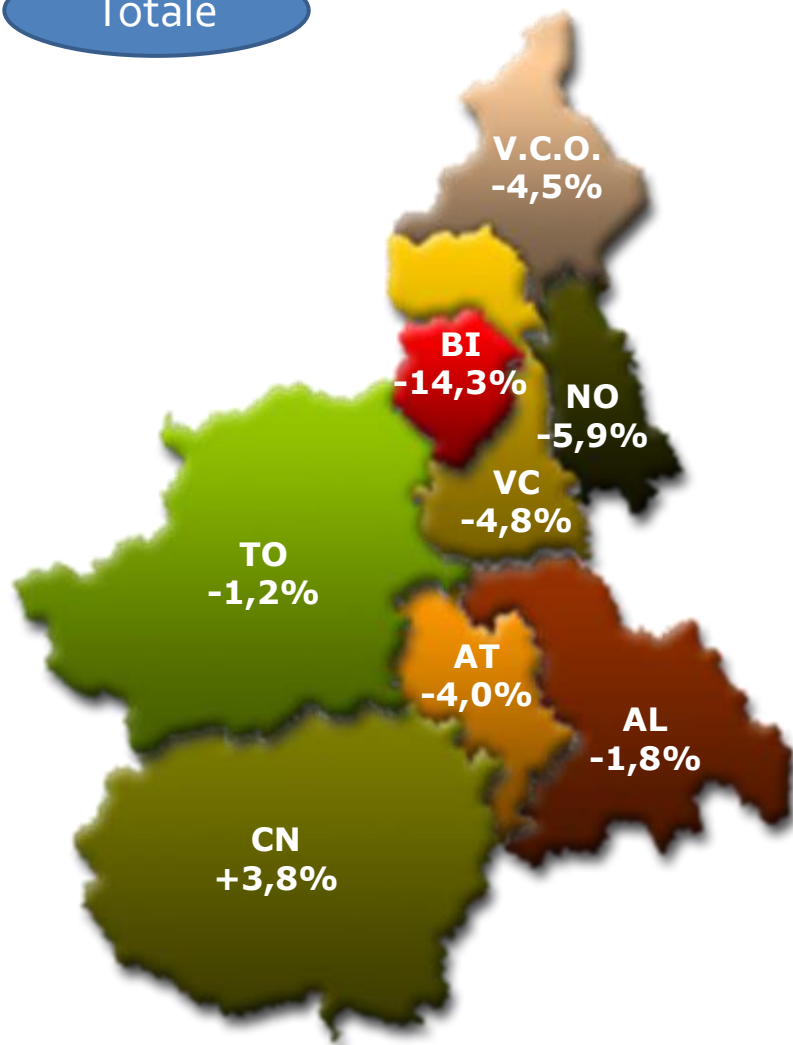 Totale
V.C.O.
-4,5%
BI
-14,3%
NO
-5,9%
VC
-4,8%
TO
-1,2%
AT
-4,0%
AL
-1,8%
CN
+3,8%